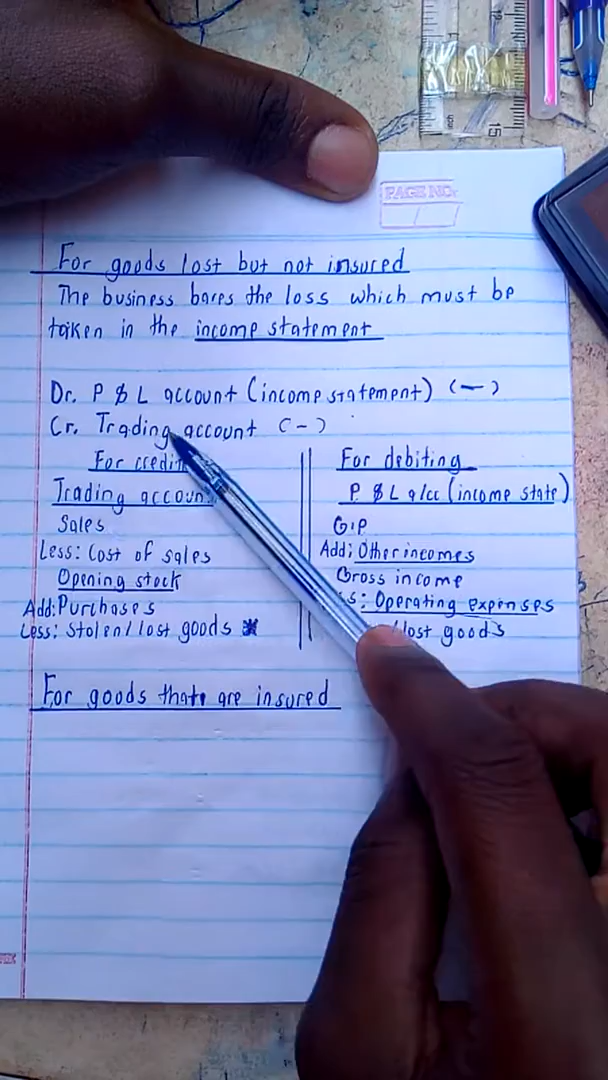 PAGE NO:
For goods lost but not insured
The business bares the loss which must be
taken in the income statement
Dr. P & L account (income statement) (—)
Cr. Trading account (-)
For
Trading
Sales
Less: Cost of sales
Opening stock
Add: Purchases
Less: Stolen/lost goods
For debiting
P & L a/cc (income state)
G.P
Add; Other incomes
Gross income
: Operating expenses
/lost goods
For goods that are insured
15